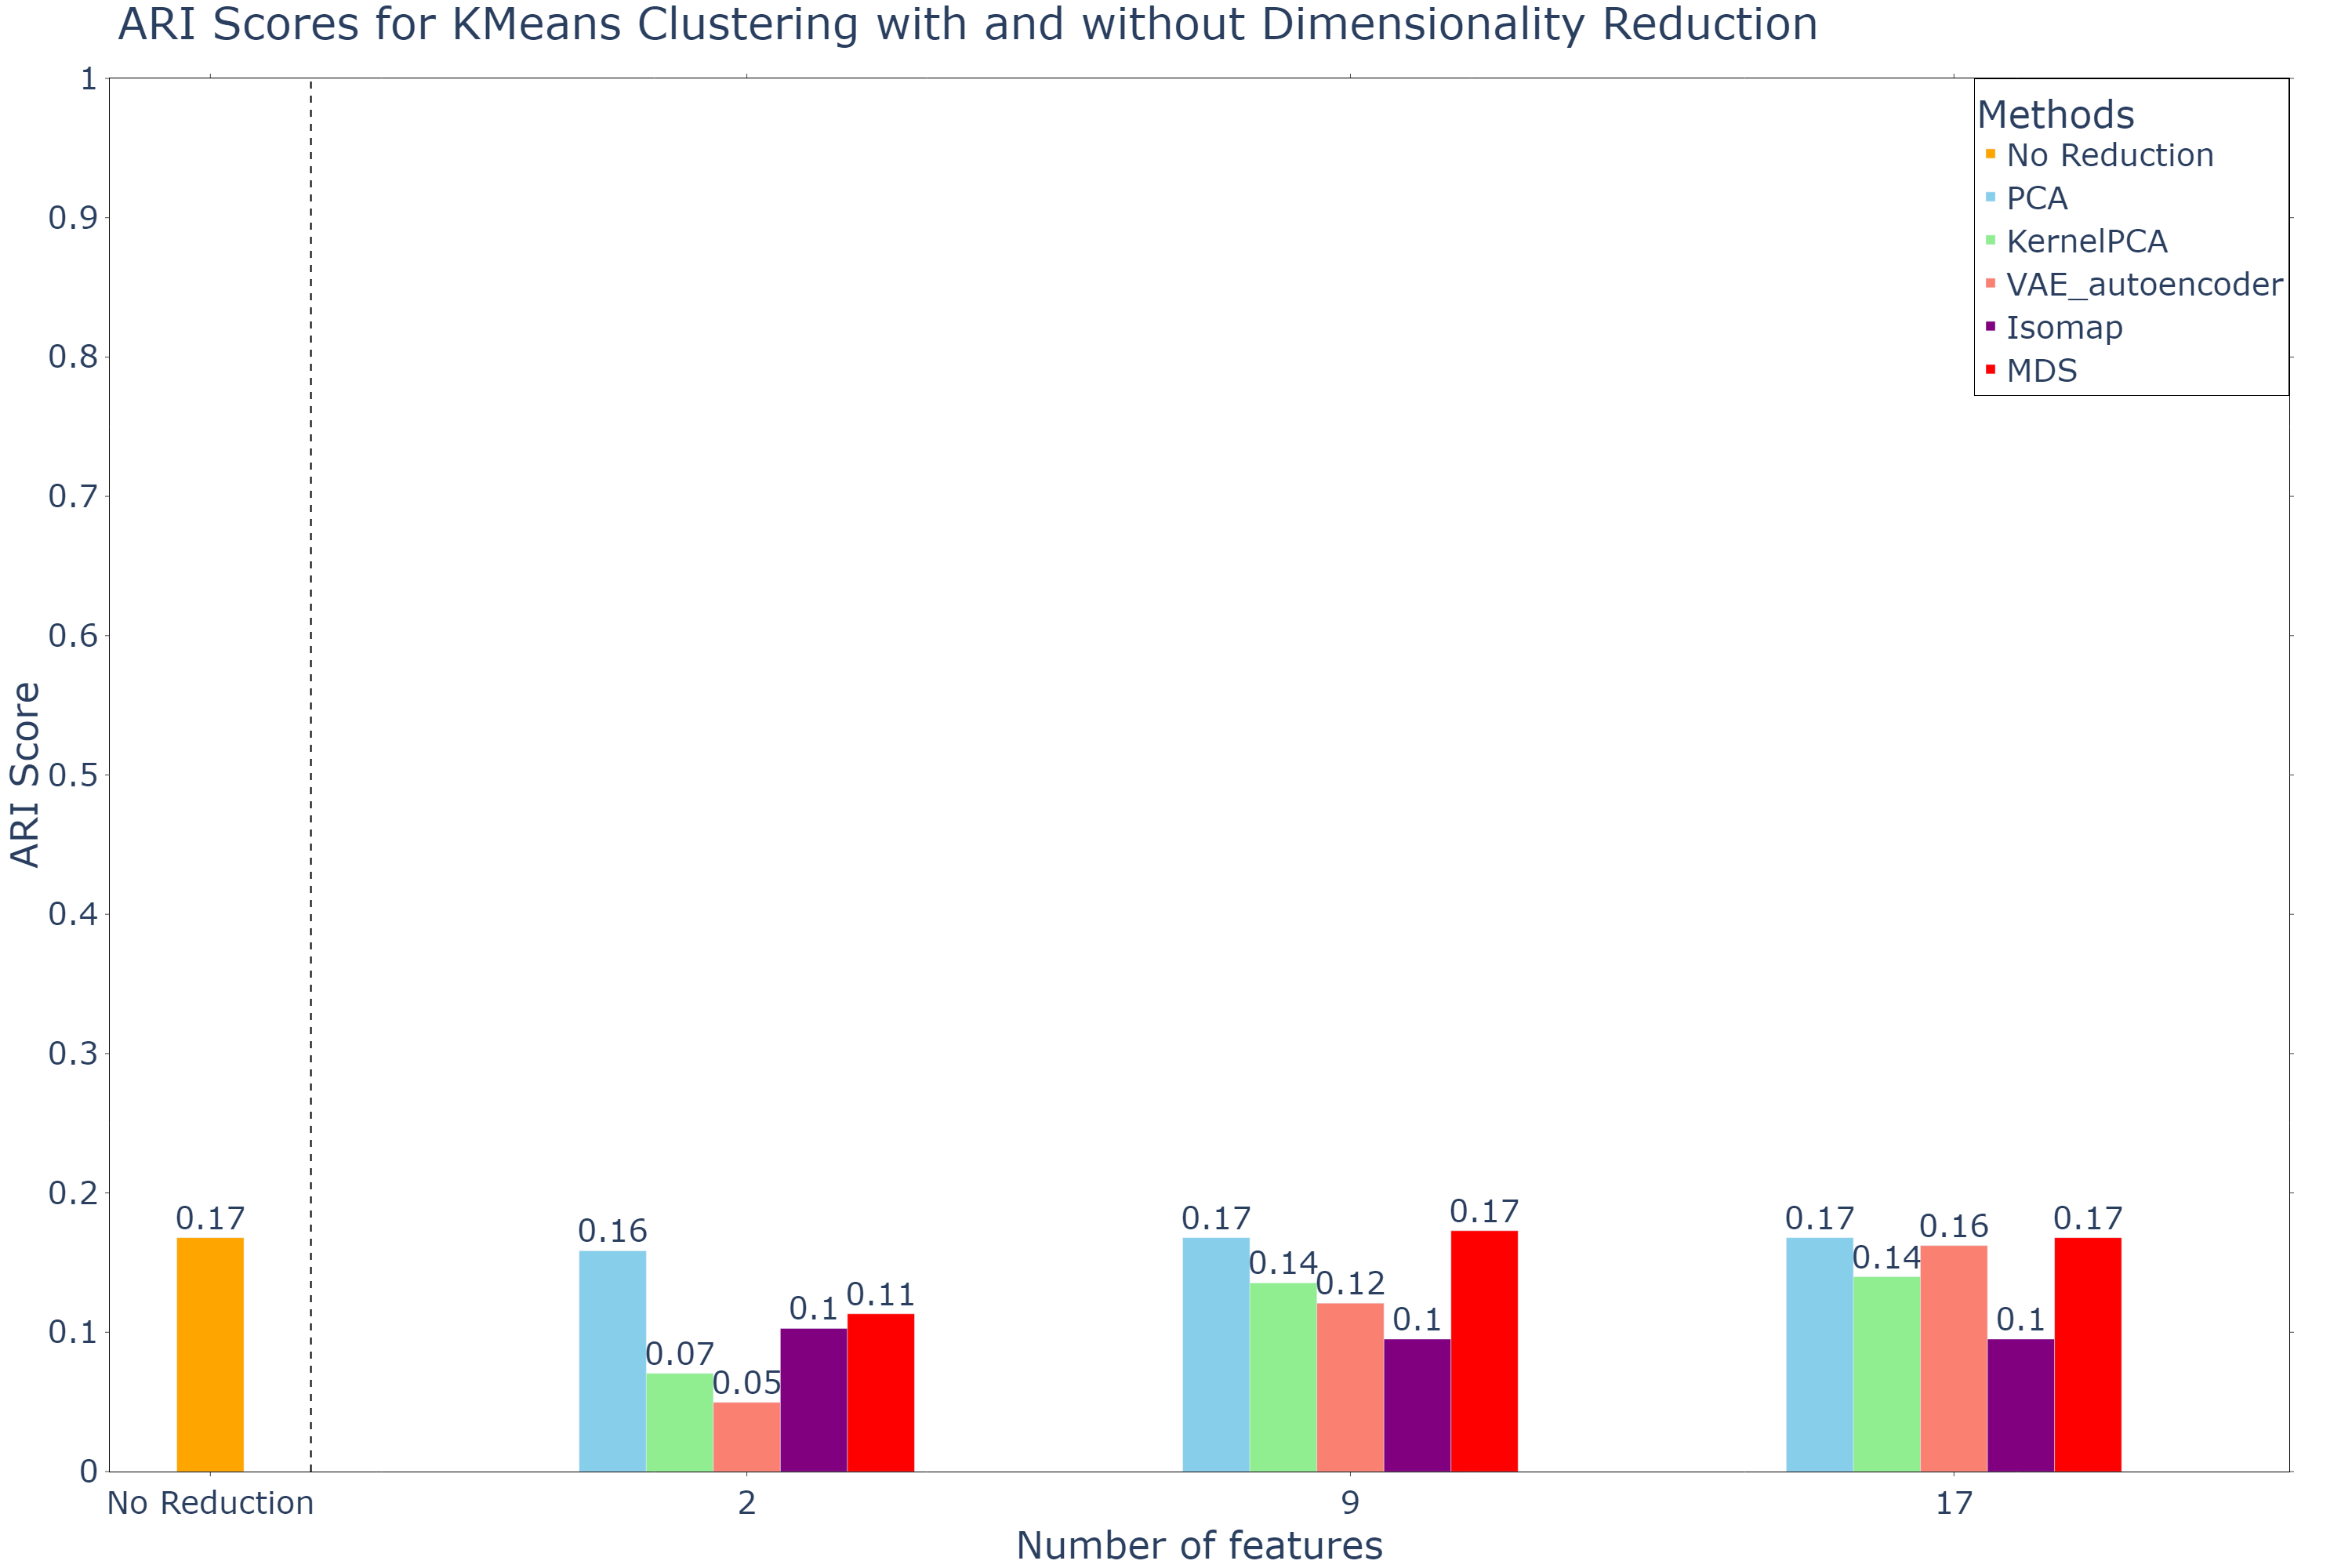 ARI Scores for KMeans Clustering with and without Dimensionality Reduction
Methods
No Reduction
PCA
KernelPCA
VAE_autoencoder
Isomap
MDS
ARI Score
1
0.9
0.8
0.7
0.6
0.5
0.4
0.3
0.2
0.1
0
0.17
0.16
0.07
0.05
0.1
0.11
0.17
0.14
0.12
0.1
0.17
0.17
0.14
0.16
0.1
0.17
No Reduction
2
9
17
Number of features